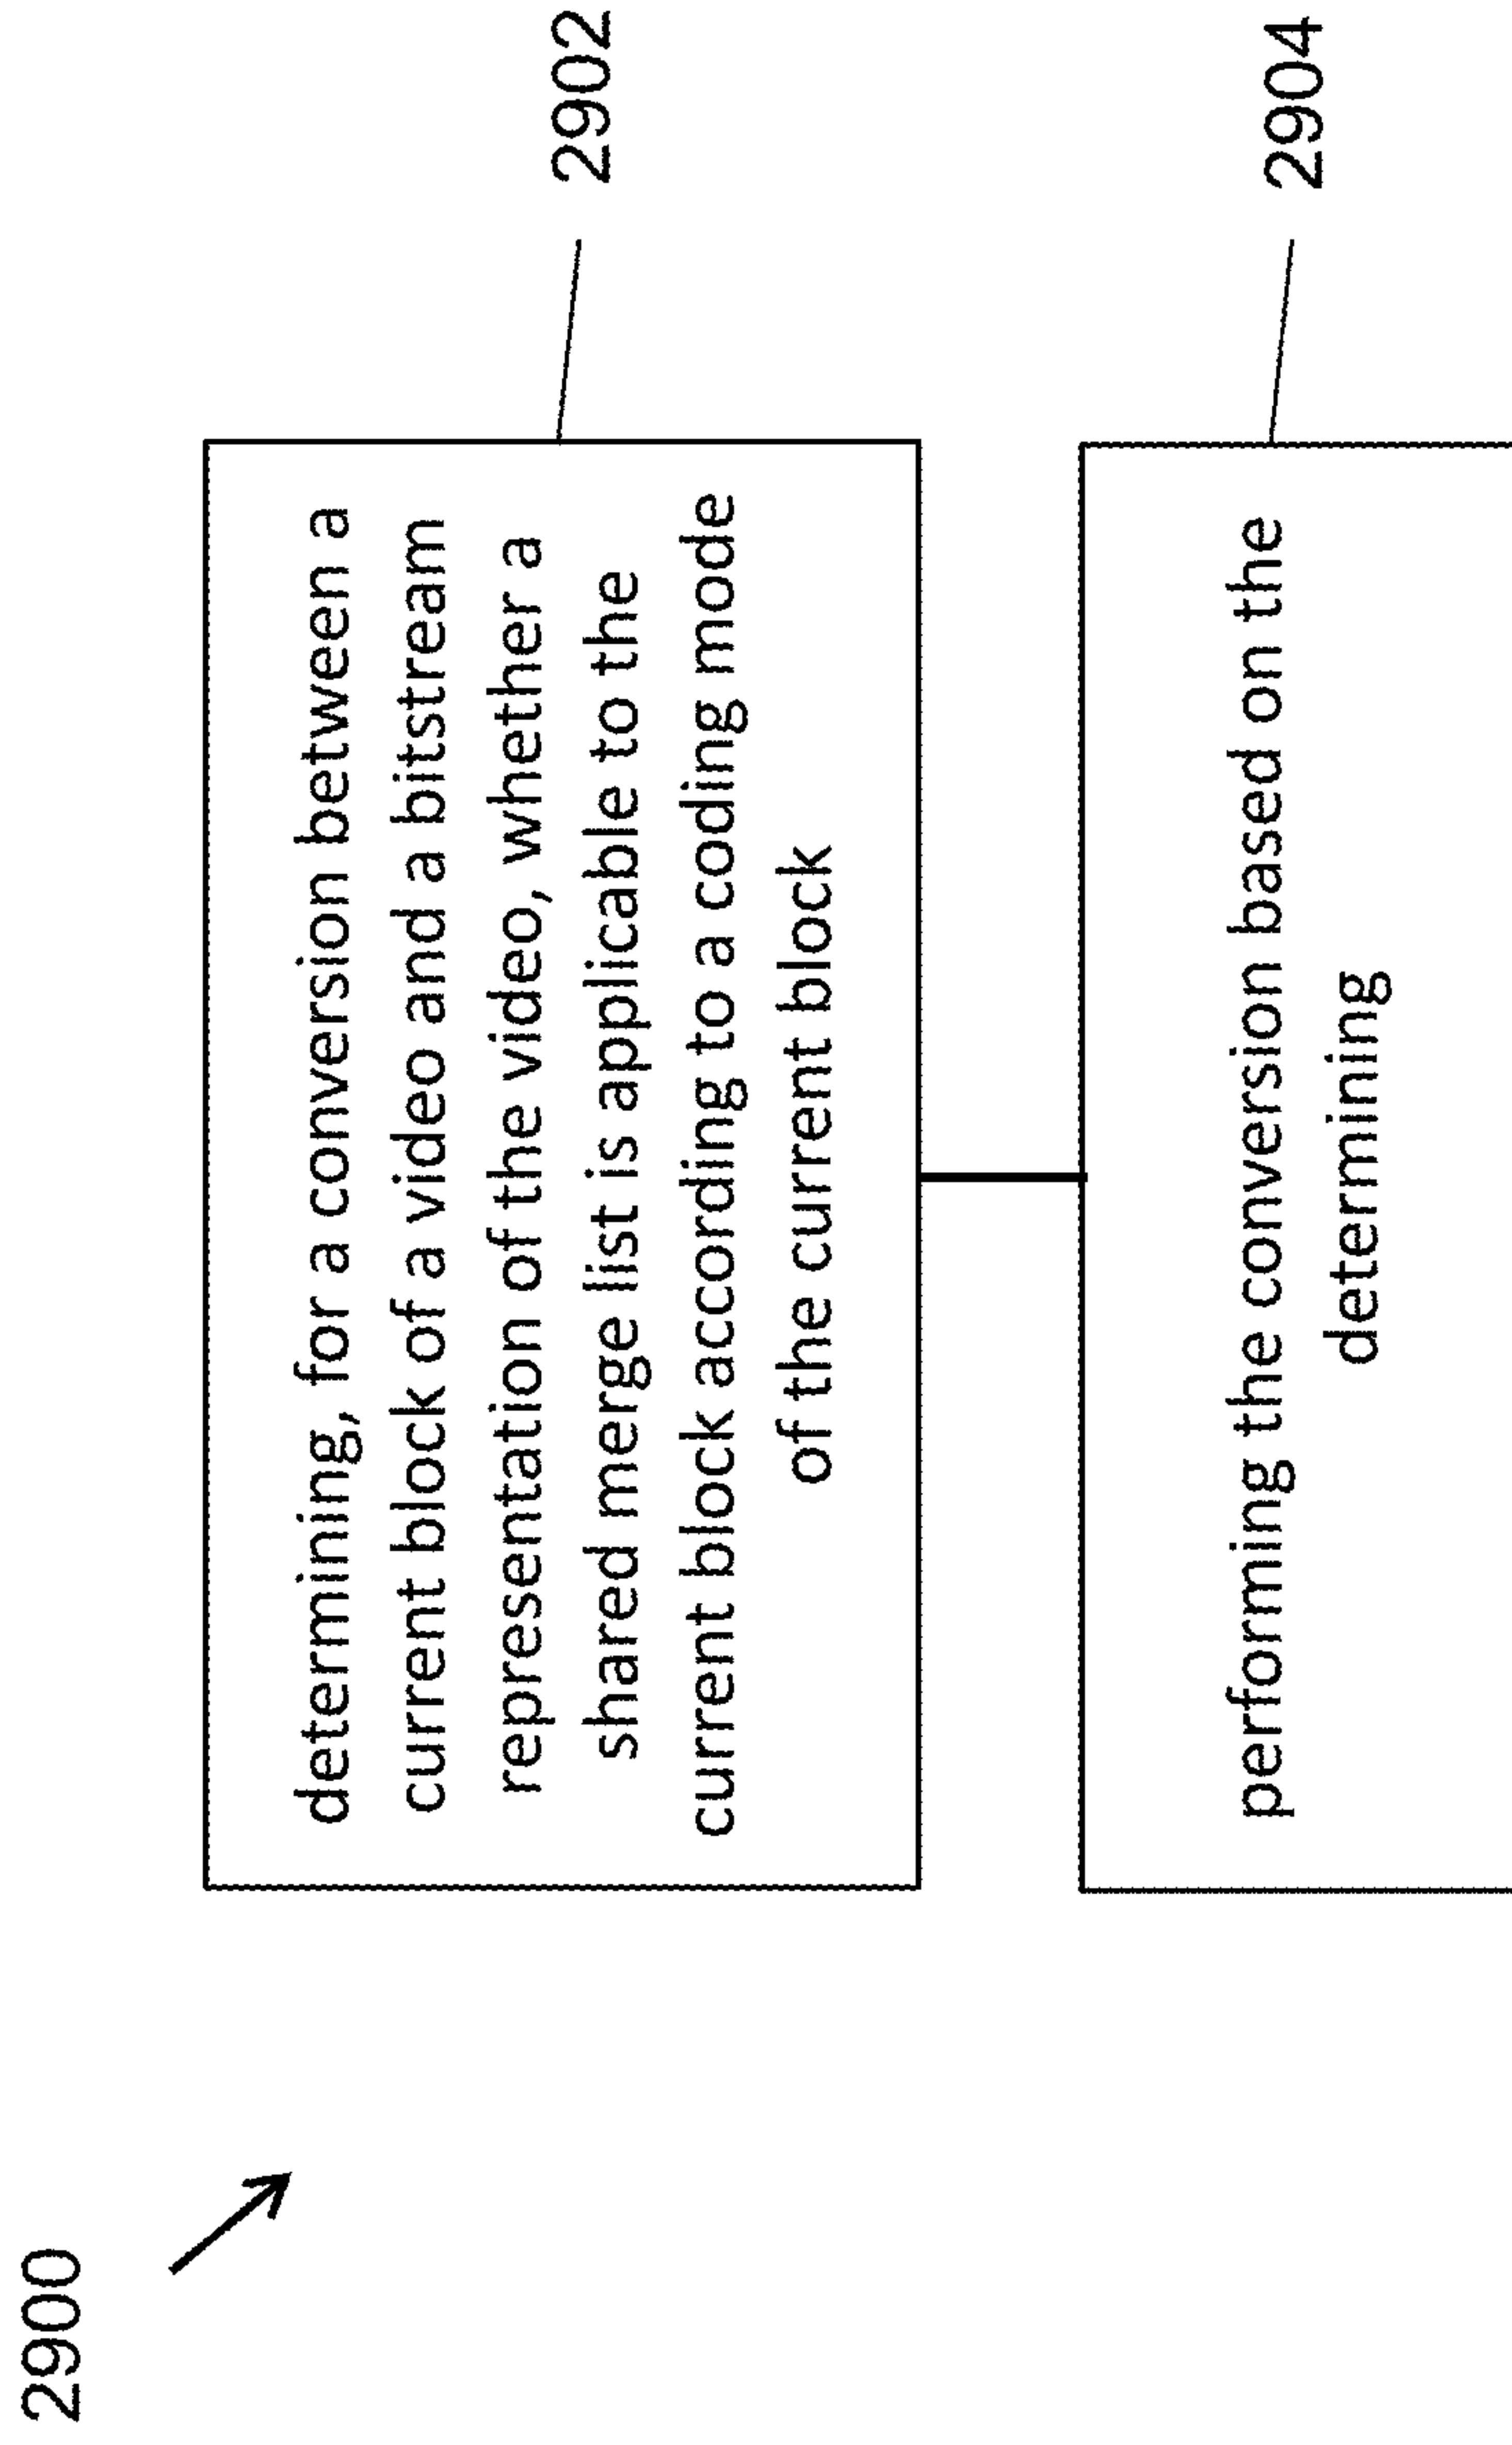 2900
determining, for a conversion between a
current block of a video and a bitstream
representation of the video, whether a
shared merge list is applicable to the
current block according to a coding mode
of the current block
2902
performing the conversion based on the
determining
2904